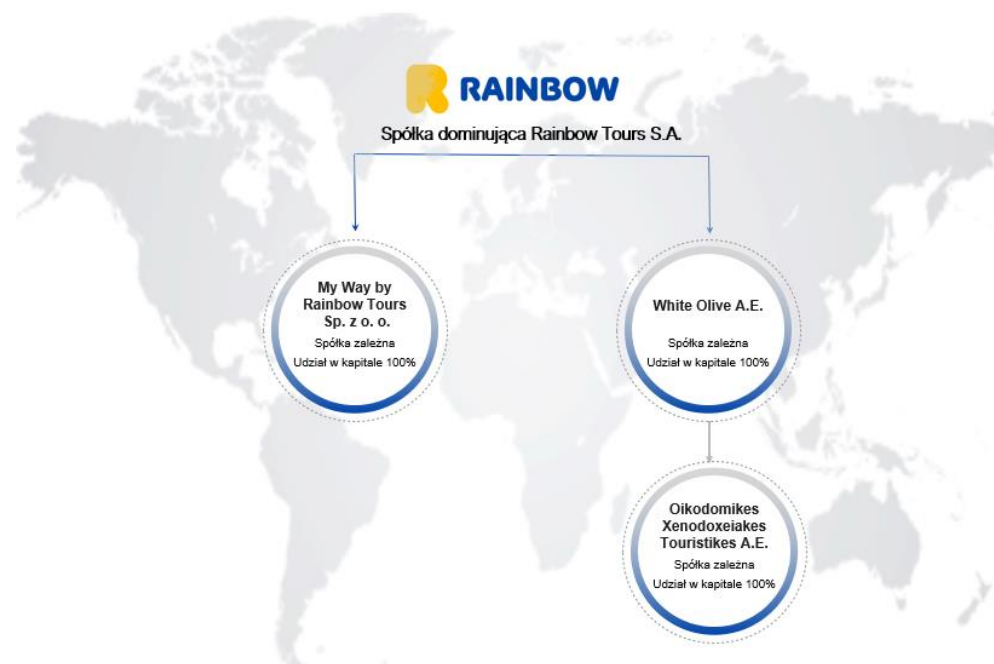 RAINBOW
Spółka dominująca Rainbow Tours S.A.
My Way by
Rainbow Tours
Sp. z o. o.
Spółka zależna
Udział w kapitale 100%
White Olive A.E.
Spółka zależna
Udział w kapitale 100%
Oikodomikes
Xenodoxeiakes
Touristikes A.E.
Spółka zależna
Udział w kapitale 100%